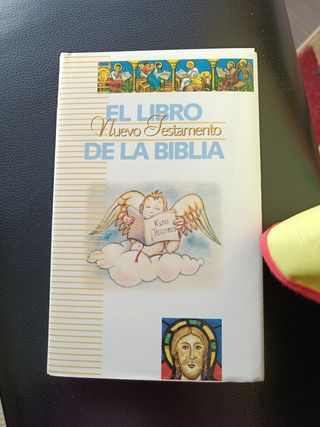 EL LIBRO
Nuevo Testamento
DE LA BIBLIA
Nuevo
Testamento